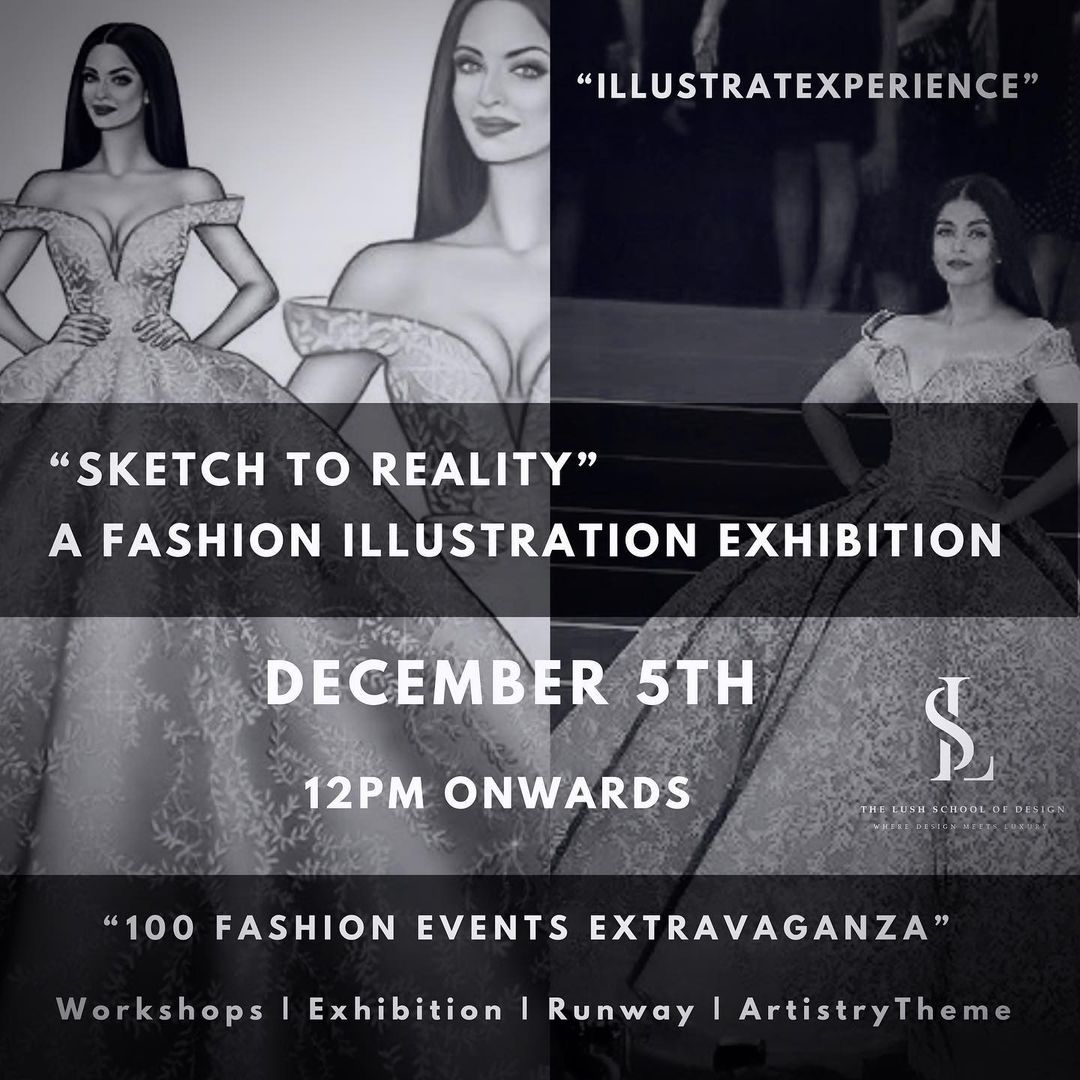 “ILLUSTRATEXPERIENCE”
“SKETCH TO REALITY”
A FASHION ILLUSTRATION EXHIBITION
DECEMBER 5TH
12PM ONWARDS
SL
THE LUSH SCHOOL OF DESIGN
WHERE DESIGN MEETS LUXURY
“100 FASHION EVENTS EXTRAVAGANZA”
Workshops | Exhibition | Runway | ArtistryTheme